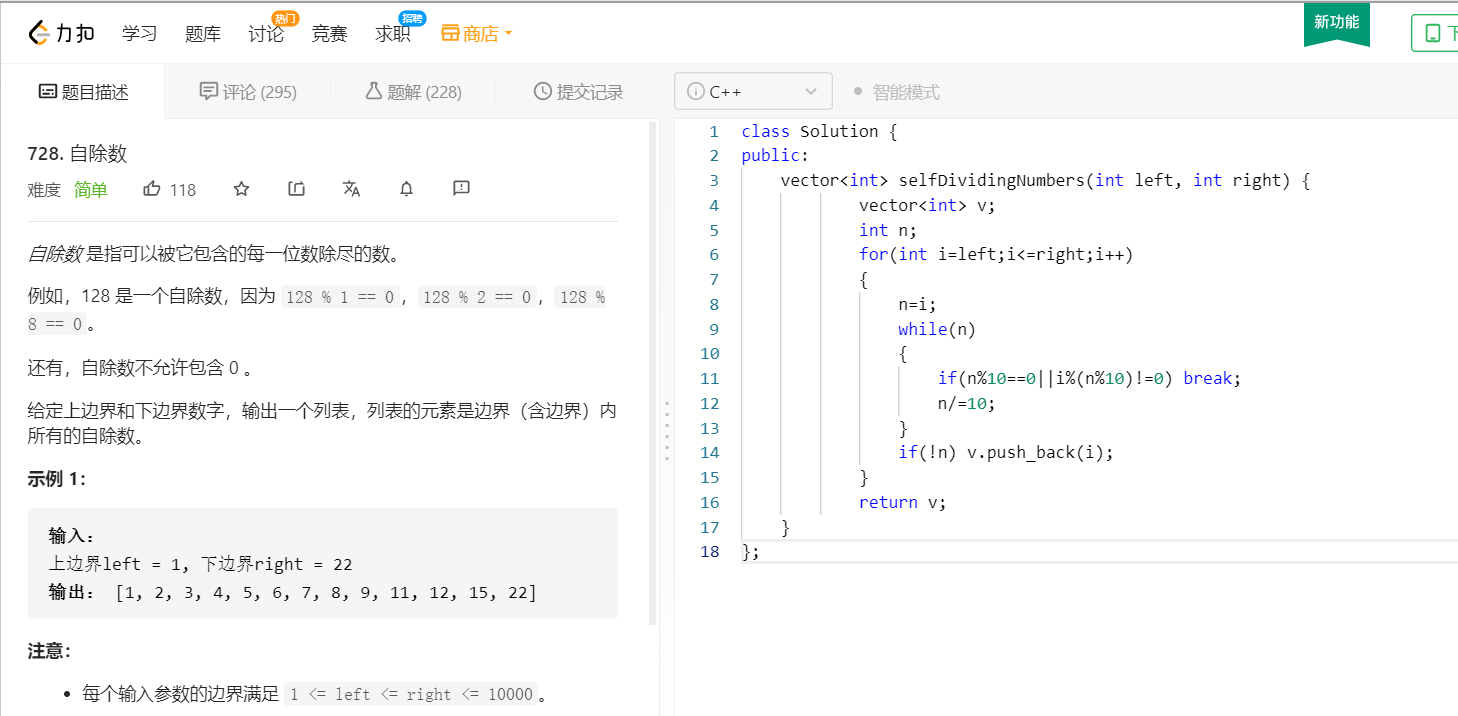 力扣 学习 题库 讨论 热门 竞赛 求职 招聘 商店 新功能 下
题目描述 评论 (295) 题解 (228) 提交记录 C++ 智能模式
728. 自除数
难度 简单 118
自除数 是指可以被它包含的每一位数除尽的数。
例如，128 是一个自除数，因为 128 % 1 == 0，128 % 2 == 0，128 %
8 == 0。
还有，自除数不允许包含 0 。
给定上边界和下边界数字，输出一个列表，列表的元素是边界（含边界）内
所有的自除数。
示例 1：
输入：
上边界left = 1, 下边界right = 22
输出： [1, 2, 3, 4, 5, 6, 7, 8, 9, 11, 12, 15, 22]
注意：
• 每个输入参数的边界满足 1 <= left <= right <= 10000。
1 class Solution {
2 public:
3 vector<int> selfDividingNumbers(int left, int right) {
4 vector<int> v;
5 int n;
6 for(int i=left;i<=right;i++)
7 {
8 n=i;
9 while(n)
10 {
11 if(n%10==0||i%(n%10)!=0) break;
12 n/=10;
13 }
14 if(!n) v.push_back(i);
15 }
16 return v;
17 }
18 };